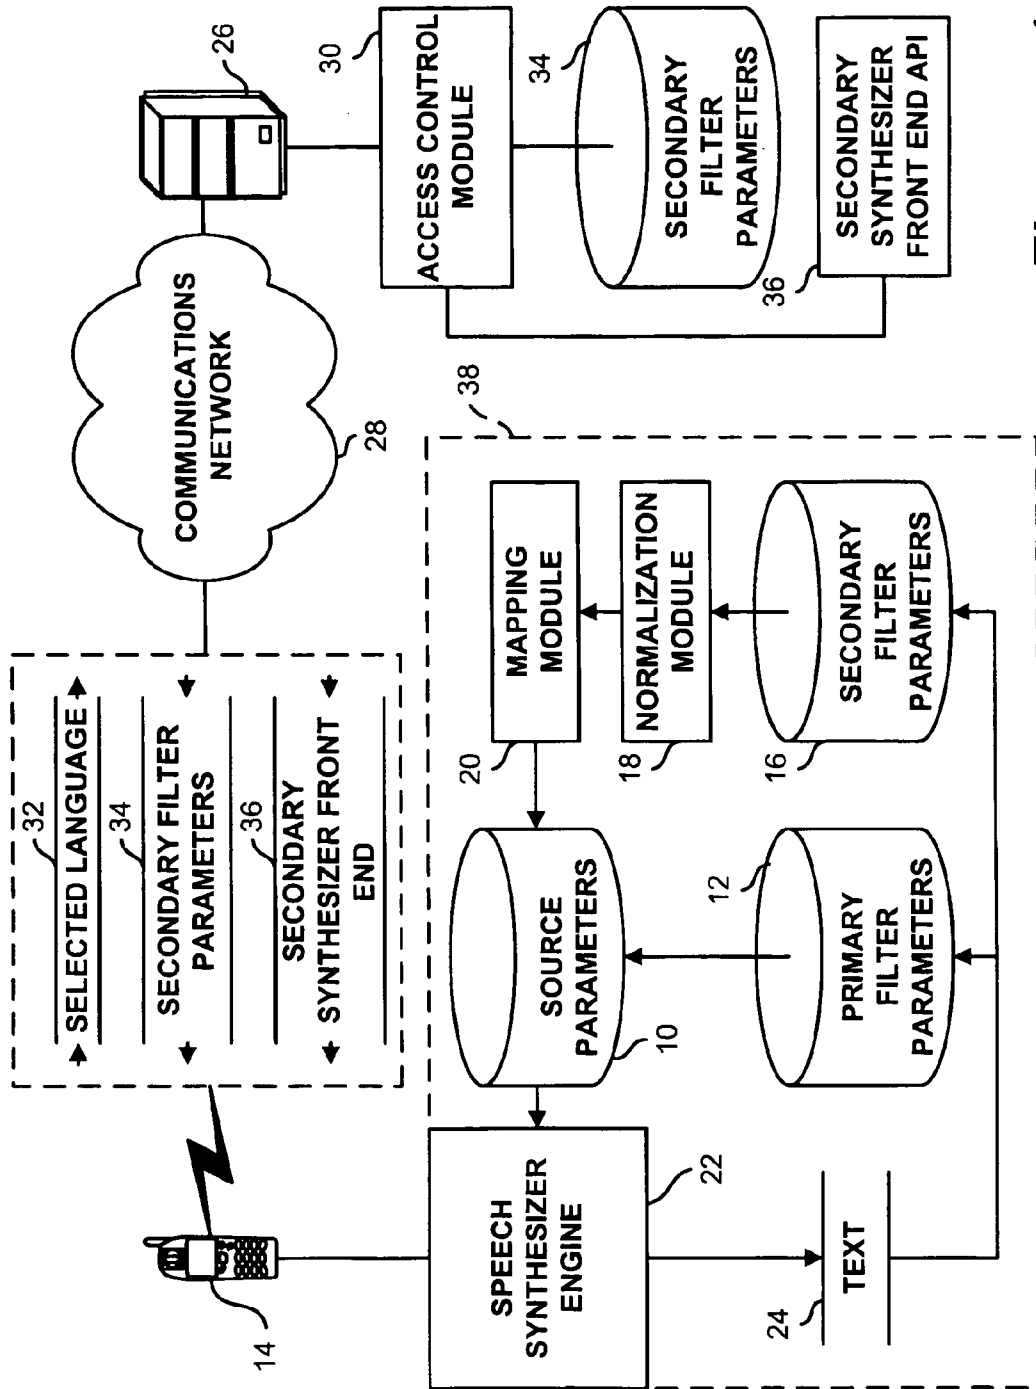 14
32
SELECTED LANGUAGE
34
SECONDARY FILTER
PARAMETERS
36
SECONDARY
SYNTHESIZER FRONT
END
COMMUNICATIONS
NETWORK
28
26
30
ACCESS CONTROL
MODULE
34
SECONDARY
FILTER
PARAMETERS
36
SECONDARY
SYNTHESIZER
FRONT END API
38
SPEECH
SYNTHESIZER
ENGINE
22
SOURCE
PARAMETERS
10
MAPPING
MODULE
20
NORMALIZATION
MODULE
18
12
PRIMARY
FILTER
PARAMETERS
16
SECONDARY
FILTER
PARAMETERS
24
TEXT